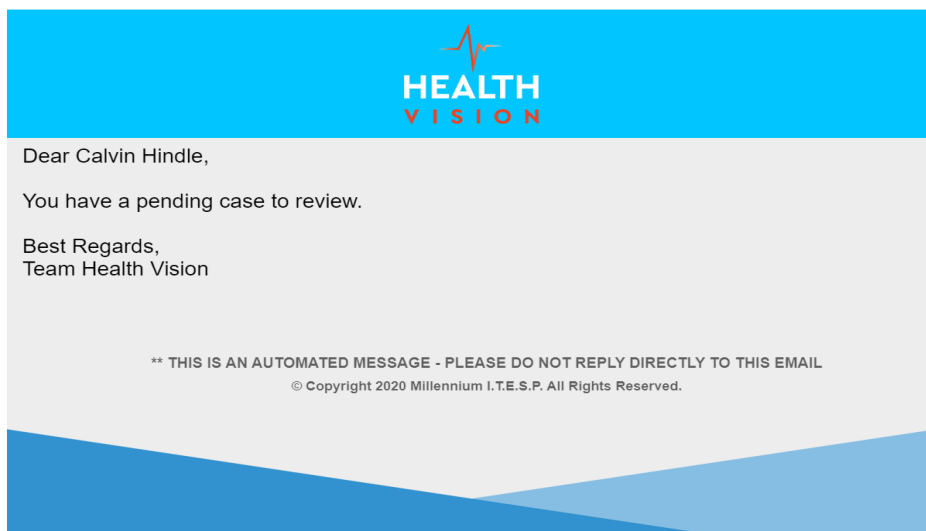 HEALTH
VISION
Dear Calvin Hindle,
You have a pending case to review.
Best Regards,
Team Health Vision
** THIS IS AN AUTOMATED MESSAGE - PLEASE DO NOT REPLY DIRECTLY TO THIS EMAIL
© Copyright 2020 Millennium I.T.E.S.P. All Rights Reserved.